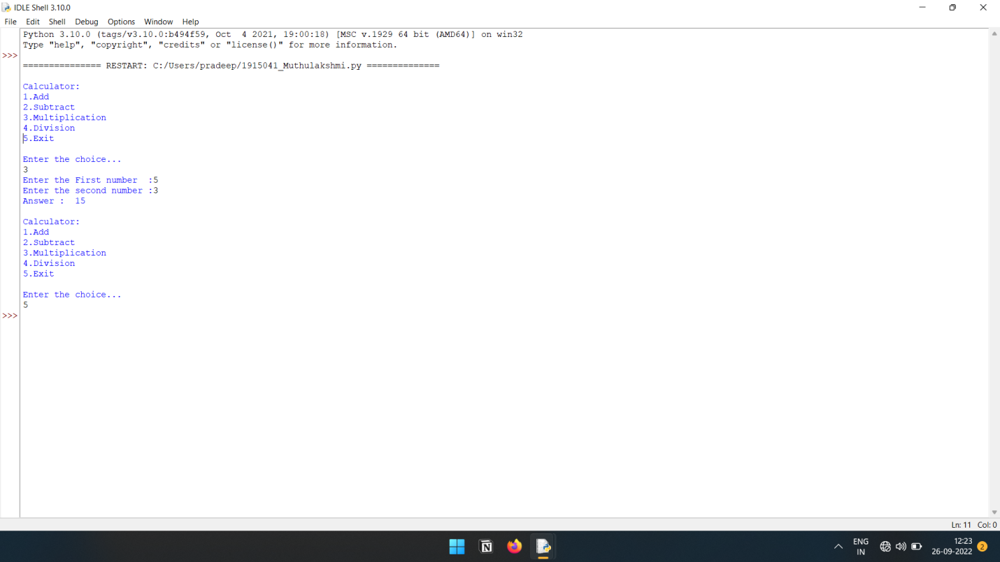 IDLE Shell 3.10.0
File Edit Shell Debug Options Window Help
Python 3.10.0 (tags/v3.10.0:b494f59, Oct  4 2021, 19:00:18) [MSC v.1929 64 bit (AMD64)] on win32
Type "help", "copyright", "credits" or "license()" for more information.
>>>
=============== RESTART: C:/Users/pradeep/1915041_Muthulakshmi.py ==============
Calculator:
1.Add
2.Subtract
3.Multiplication
4.Division
5.Exit
Enter the choice...
3
Enter the First number  :5
Enter the second number :3
Answer :  15
Calculator:
1.Add
2.Subtract
3.Multiplication
4.Division
5.Exit
Enter the choice...
5
>>>
Ln: 11 Col: 0
ENG
IN
12:23
26-09-2022
2